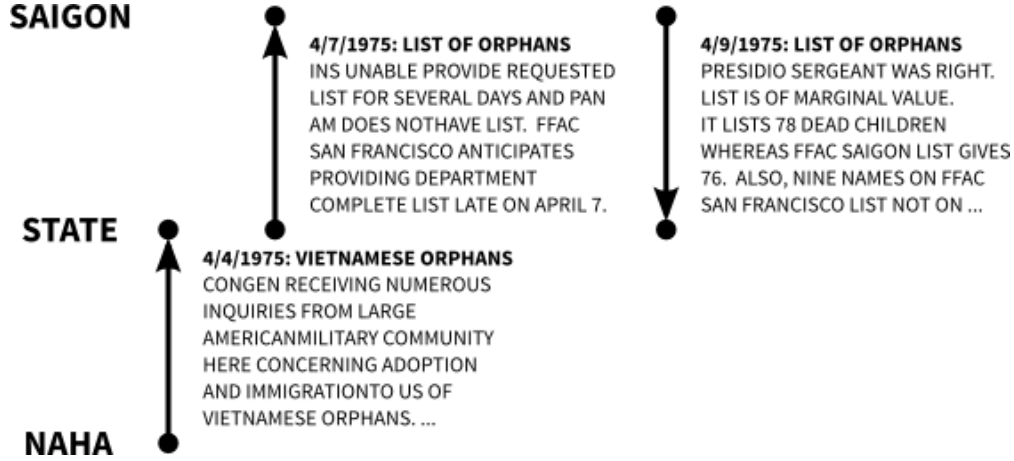 SAIGON
4/7/1975: LIST OF ORPHANS
INS UNABLE PROVIDE REQUESTED
LIST FOR SEVERAL DAYS AND PAN
AM DOES NOTHAVE LIST.  FFAC
SAN FRANCISCO ANTICIPATES
PROVIDING DEPARTMENT
COMPLETE LIST LATE ON APRIL 7.
4/9/1975: LIST OF ORPHANS
PRESIDIO SERGEANT WAS RIGHT.
LIST IS OF MARGINAL VALUE.
IT LISTS 78 DEAD CHILDREN
WHEREAS FFAC SAIGON LIST GIVES
76.  ALSO, NINE NAMES ON FFAC
SAN FRANCISCO LIST NOT ON ...
STATE
4/4/1975: VIETNAMESE ORPHANS
CONGEN RECEIVING NUMEROUS
INQUIRIES FROM LARGE
AMERICANMILITARY COMMUNITY
HERE CONCERNING ADOPTION
AND IMMIGRATIONTO US OF
VIETNAMESE ORPHANS. ...
NAHA